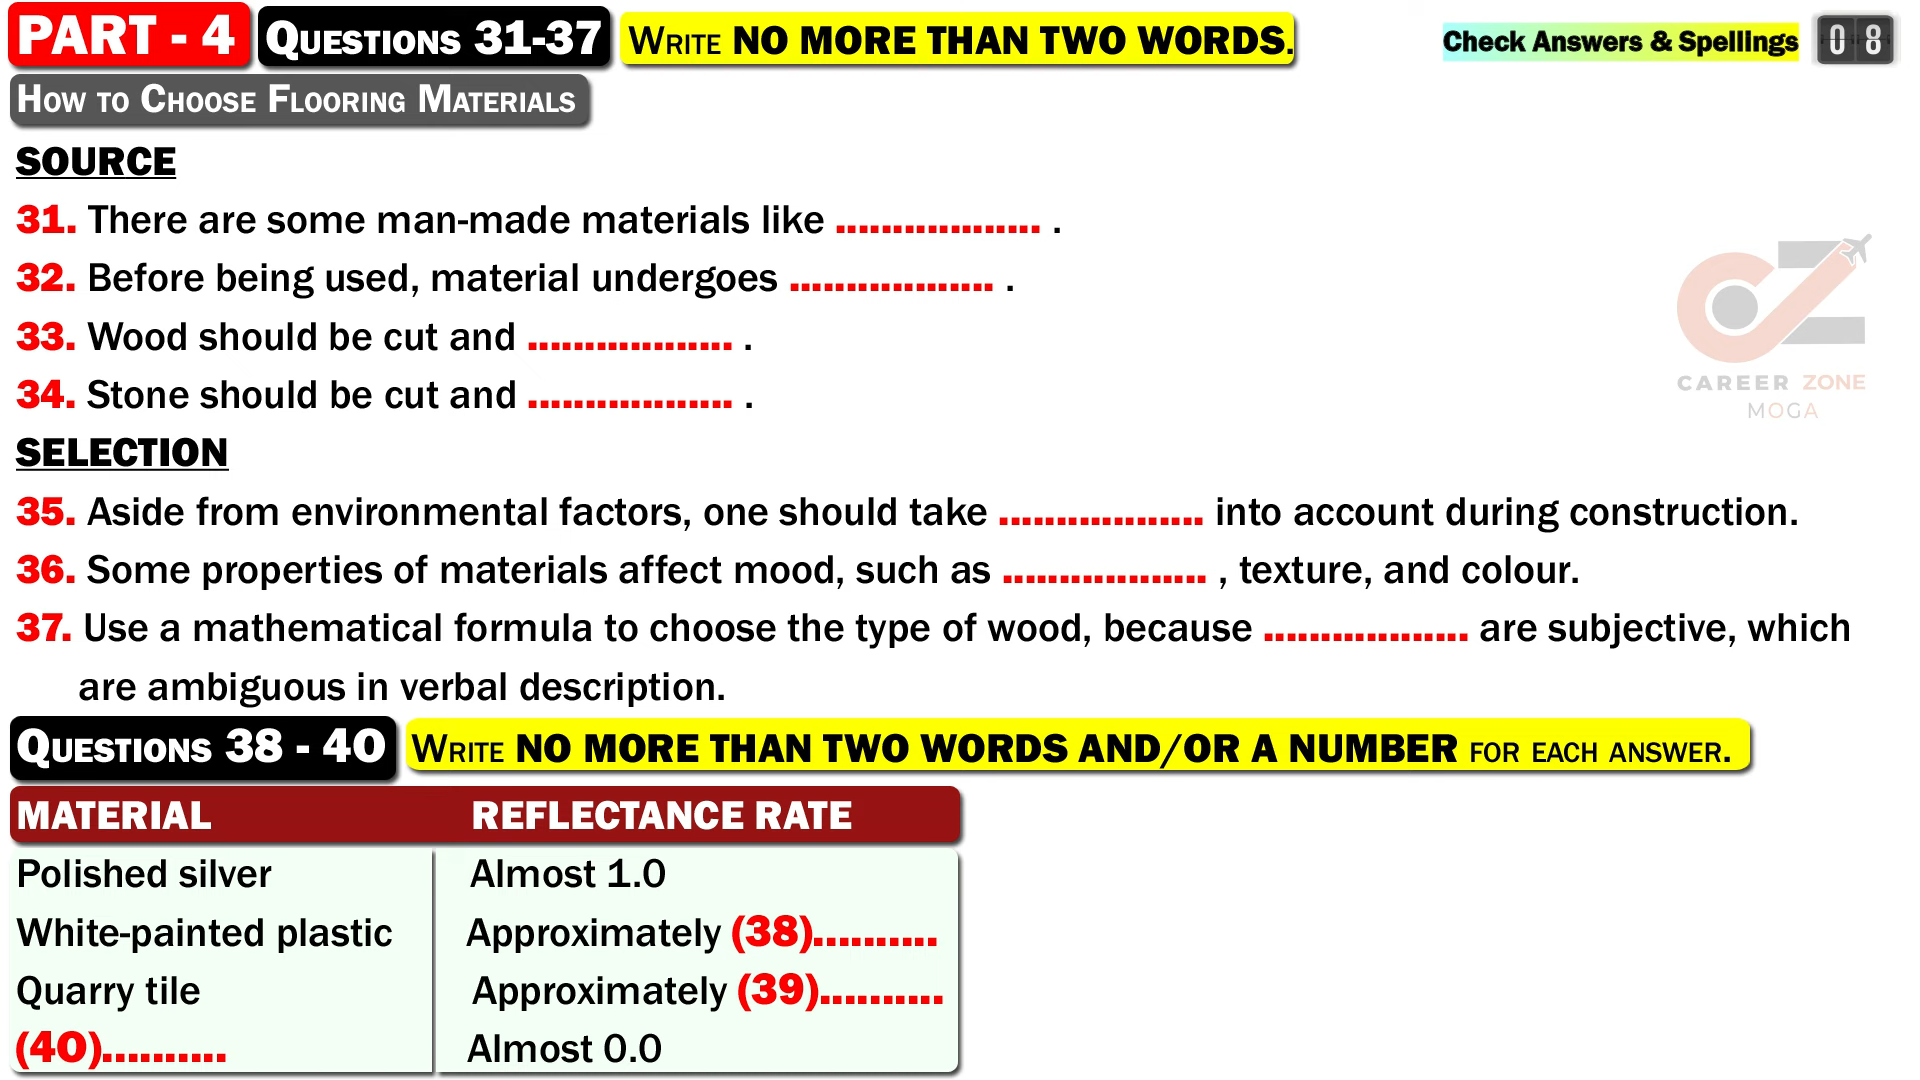 PART - 4 QUESTIONS 31-37 WRITE NO MORE THAN TWO WORDS. Check Answers & Spellings 08
HOW TO CHOOSE FLOORING MATERIALS
SOURCE
31. There are some man-made materials like .................. .
32. Before being used, material undergoes .................. .
33. Wood should be cut and .................. .
34. Stone should be cut and .................. .
CAREER ZONE
MOGA
SELECTION
35. Aside from environmental factors, one should take .................. into account during construction.
36. Some properties of materials affect mood, such as .................. , texture, and colour.
37. Use a mathematical formula to choose the type of wood, because .................. are subjective, which
are ambiguous in verbal description.
QUESTIONS 38 - 40 WRITE NO MORE THAN TWO WORDS AND/OR A NUMBER FOR EACH ANSWER.
MATERIAL REFLECTANCE RATE
Polished silver Almost 1.0
White-painted plastic Approximately (38)..........
Quarry tile Approximately (39)..........
(40).......... Almost 0.0